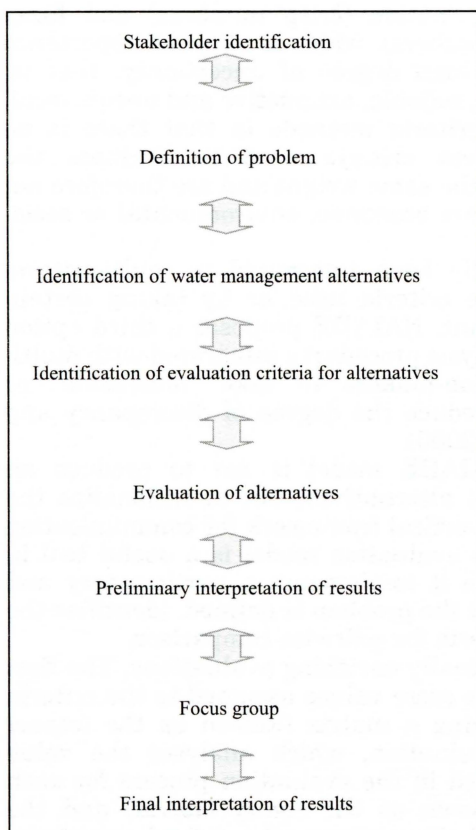 Stakeholder identification
Definition of problem
Identification of water management alternatives
Identification of evaluation criteria for alternatives
Evaluation of alternatives
Preliminary interpretation of results
Focus group
Final interpretation of results